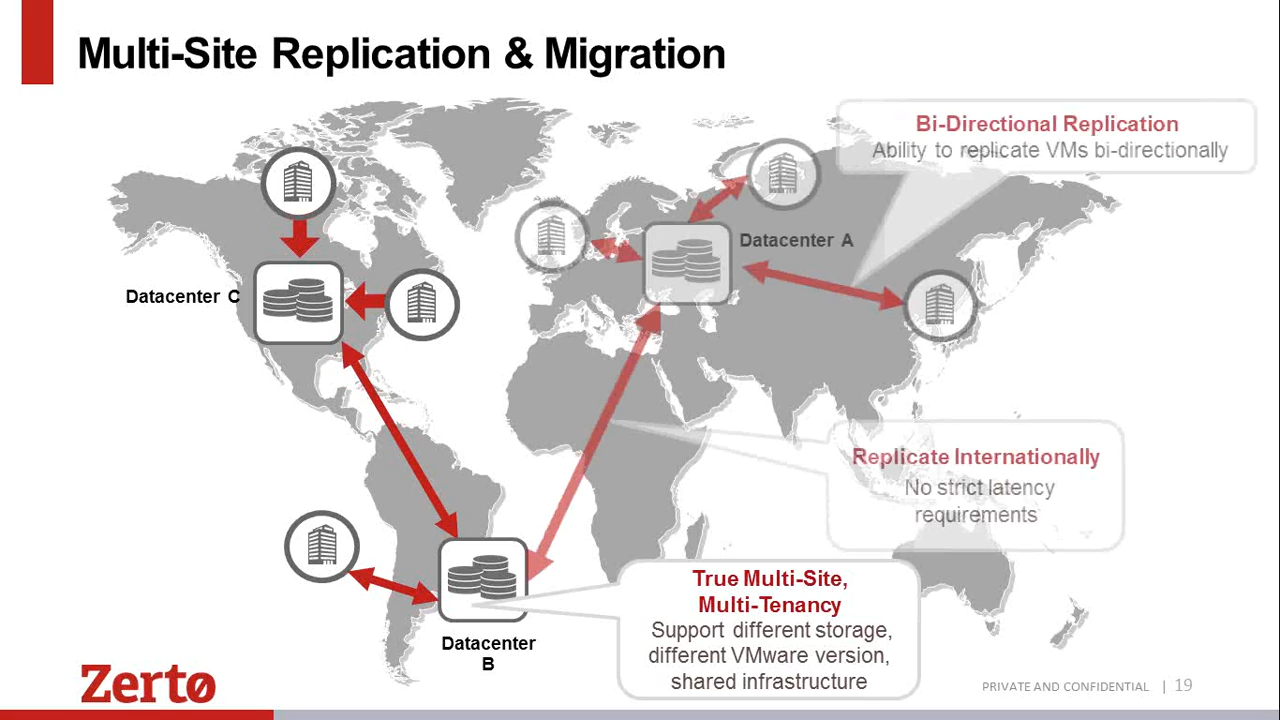 Multi-Site Replication & Migration
Bi-Directional Replication
Ability to replicate VMs bi-directionally
Datacenter A
Datacenter C
Replicate Internationally
No strict latency
requirements
True Multi-Site,
Multi-Tenancy
Support different storage,
different VMware version,
shared infrastructure
Datacenter
B
Zerto
PRIVATE AND CONFIDENTIAL | 19